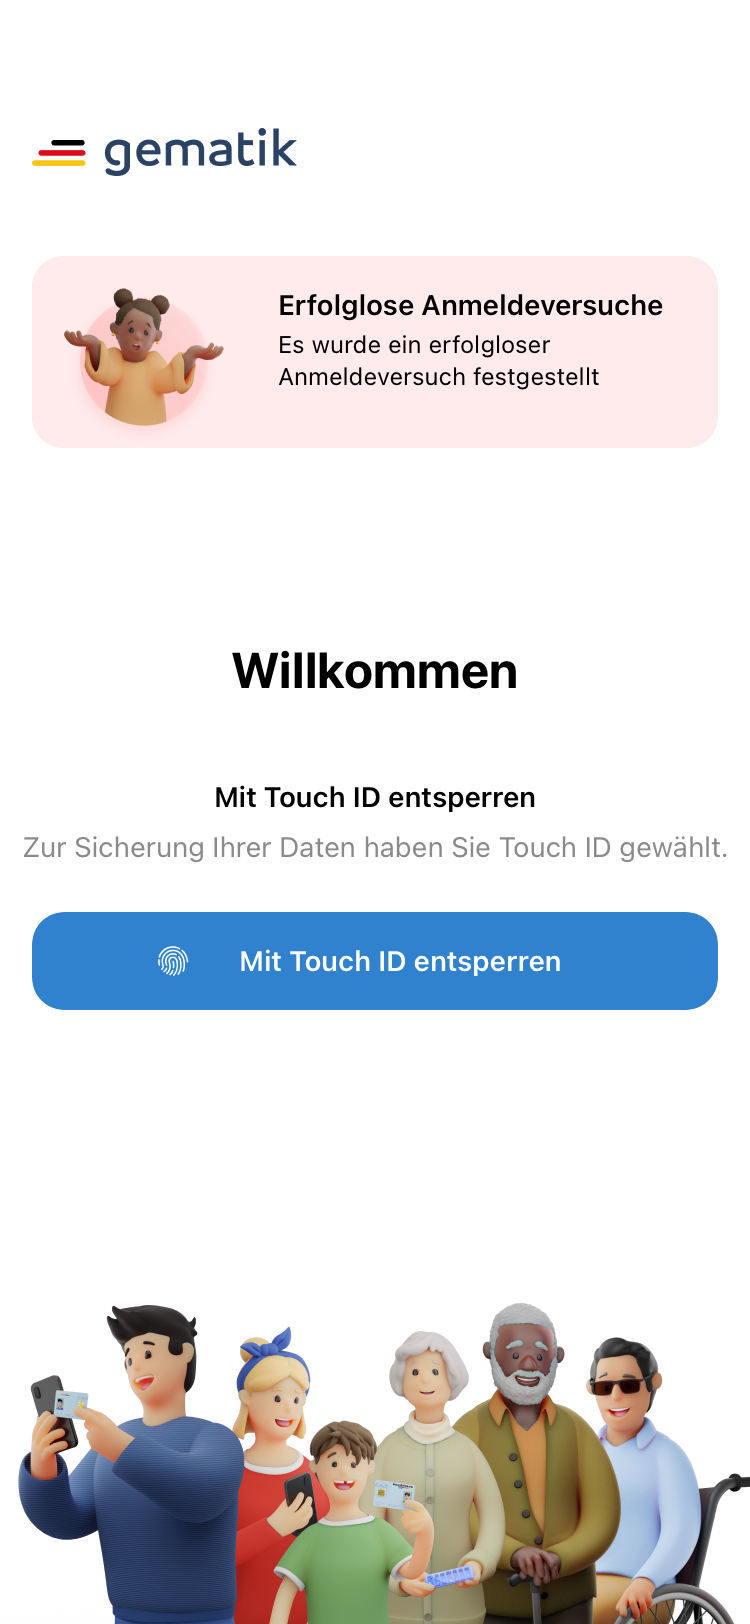 gematik
Erfolglose Anmeldeversuche
Es wurde ein erfolgloser
Anmeldeversuch festgestellt
Willkommen
Mit Touch ID entsperren
Zur Sicherung Ihrer Daten haben Sie Touch ID gewählt.
Mit Touch ID entsperren